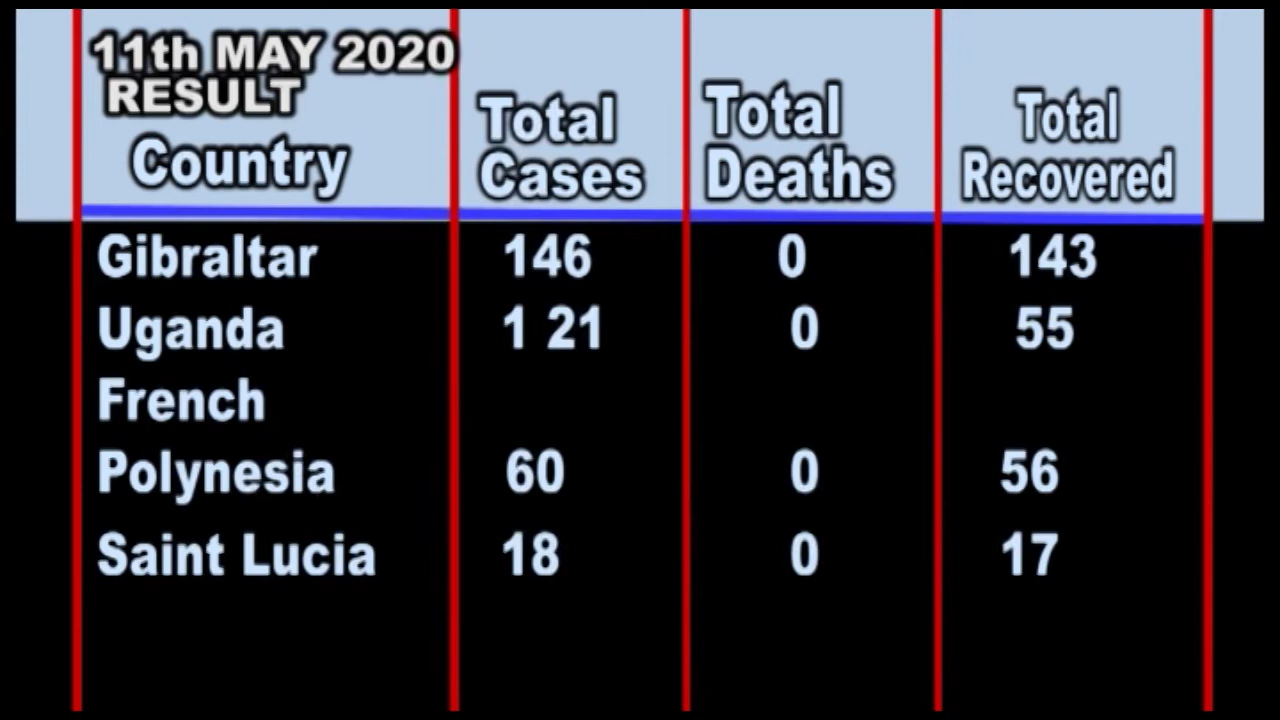 11th MAY 2020
RESULT
Country
Total
Cases
Total
Deaths
Total
Recovered
Gibraltar 146 0 143
Uganda 1 21 0 55
French
Polynesia 60 0 56
Saint Lucia 18 0 17